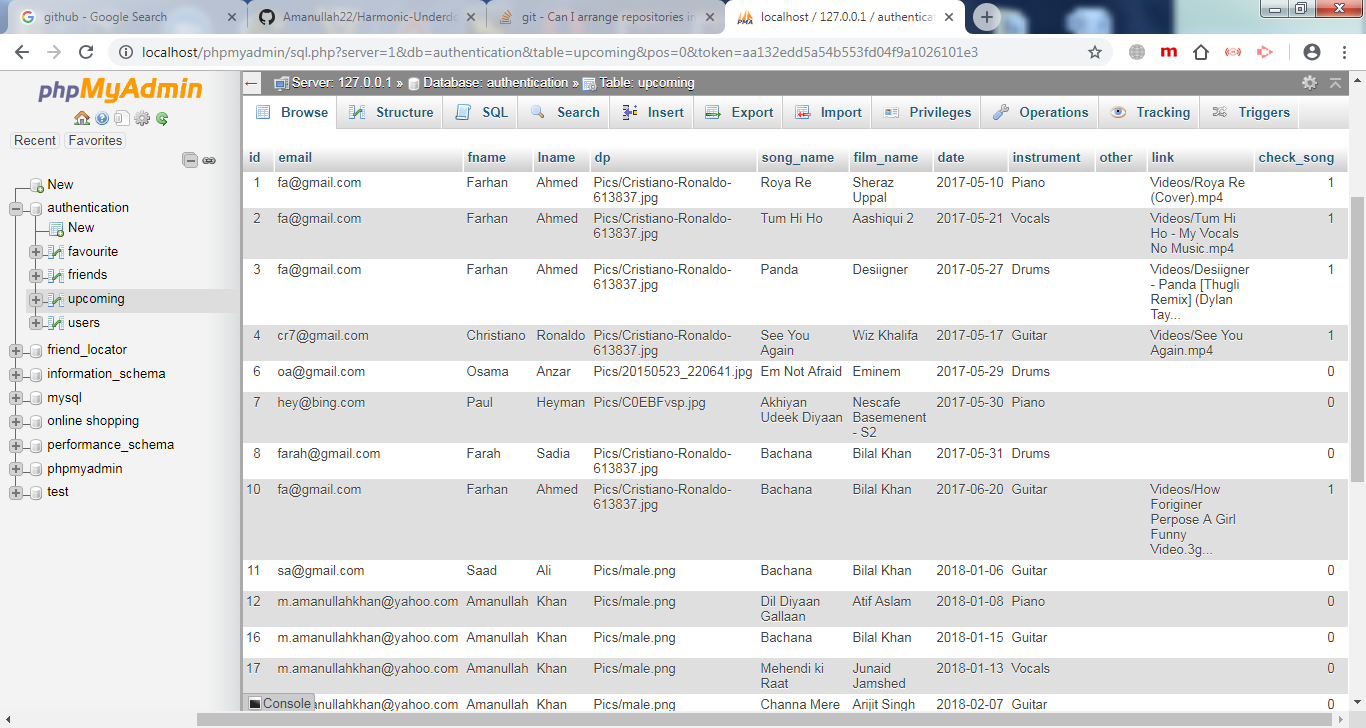 github - Google Search
Amanullah22/Harmonic-Underdo
git - Can I arrange repositories in
localhost / 127.0.0.1 / authenticat
localhost/phpmyadmin/sql.php?server=1&db=authentication&table=upcoming&pos=0&token=aa132edd5a54b553fd04f9a1026101e3
phpMyAdmin
Recent Favorites
New
authentication
New
favourite
friends
upcoming
users
friend_locator
information_schema
mysql
online shopping
performance_schema
phpmyadmin
test
Server: 127.0.0.1 » Database: authentication » Table: upcoming
Browse Structure SQL Search Insert Export Import Privileges Operations Tracking Triggers
id email fname lname dp song_name film_name date instrument other link check_song
1 fa@gmail.com Farhan Ahmed Pics/Cristiano-Ronaldo- Roya Re Sheraz 2017-05-10 Piano Videos/Roya Re 1
613837.jpg Uppal (Cover).mp4
2 fa@gmail.com Farhan Ahmed Pics/Cristiano-Ronaldo- Tum Hi Ho Aashiqui 2 2017-05-21 Vocals Videos/Tum Hi 1
613837.jpg Ho - My Vocals
No Music.mp4
3 fa@gmail.com Farhan Ahmed Pics/Cristiano-Ronaldo- Panda Desiigner 2017-05-27 Drums Videos/Desiigner 1
613837.jpg - Panda [Thugli
Remix] (Dylan
Tay...
4 cr7@gmail.com Christiano Ronaldo Pics/Cristiano-Ronaldo- See You Wiz Khalifa 2017-05-17 Guitar Videos/See You 1
613837.jpg Again Again.mp4
6 oa@gmail.com Osama Anzar Pics/20150523_220641.jpg Em Not Afraid Eminem 2017-05-29 Drums 0
7 hey@bing.com Paul Heyman Pics/C0EBFvsp.jpg Akhiyan Nescafe 2017-05-30 Piano 0
Udeek Diyaan Basemenent
- S2
8 farah@gmail.com Farah Sadia Pics/Cristiano-Ronaldo- Bachana Bilal Khan 2017-05-31 Drums 0
613837.jpg
10 fa@gmail.com Farhan Ahmed Pics/Cristiano-Ronaldo- Bachana Bilal Khan 2017-06-20 Guitar Videos/How 1
613837.jpg Foriginer
Perpose A Girl
Funny
Video.3g...
11 sa@gmail.com Saad Ali Pics/male.png Bachana Bilal Khan 2018-01-06 Guitar 0
12 m.amanullahkhan@yahoo.com Amanullah Khan Pics/male.png Dil Diyaan Atif Aslam 2018-01-08 Piano 0
Gallaan
16 m.amanullahkhan@yahoo.com Amanullah Khan Pics/male.png Bachana Bilal Khan 2018-01-15 Guitar 0
17 m.amanullahkhan@yahoo.com Amanullah Khan Pics/male.png Mehendi ki Junaid 2018-01-13 Vocals 0
Raat Jamshed
Console anullahkhan@yahoo.com Amanullah Khan Pics/male.png Channa Mere Arijit Singh 2018-02-07 Guitar 0